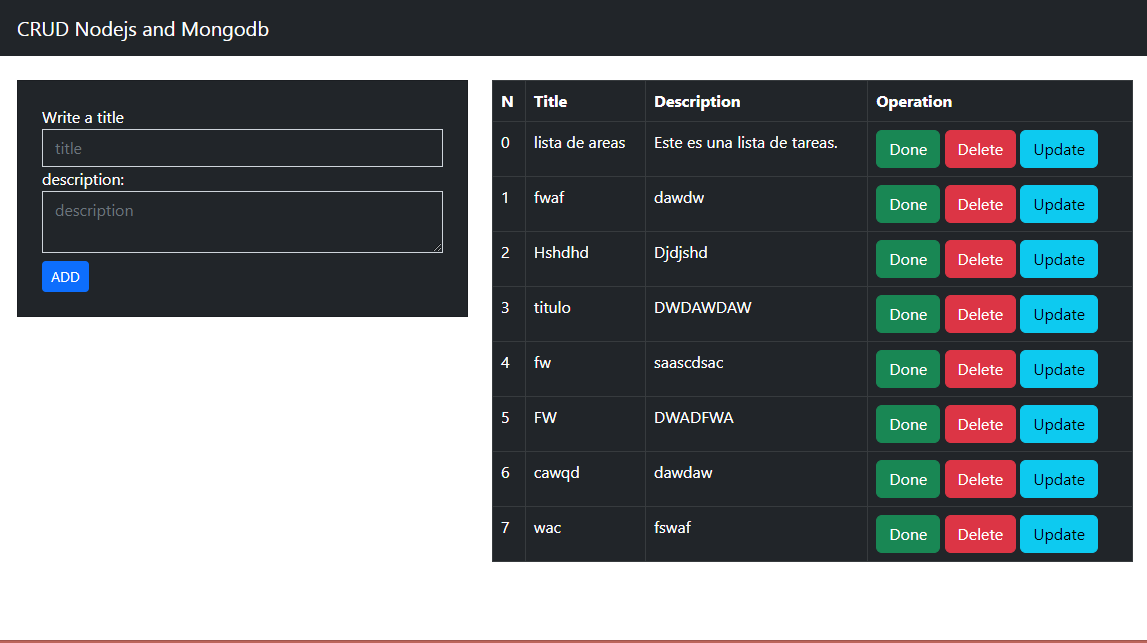 CRUD Nodejs and Mongodb
Write a title
title
description:
description
ADD
N Title Description Operation
0 lista de areas Este es una lista de tareas. Done Delete Update
1 fwaf dawdw Done Delete Update
2 Hshdhd Djdjshd Done Delete Update
3 titulo DWDAWDAW Done Delete Update
4 fw saascdsac Done Delete Update
5 FW DWADFWA Done Delete Update
6 cawqd dawdaw Done Delete Update
7 wac fswaf Done Delete Update